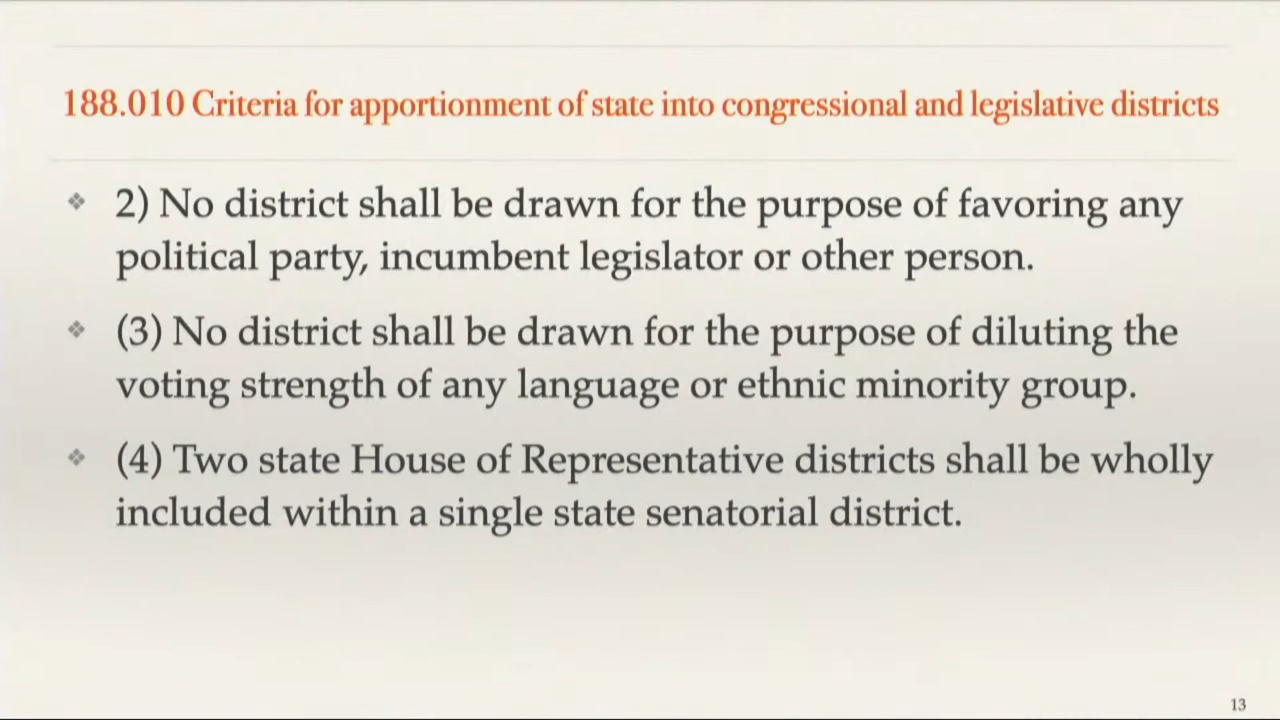 188.010 Criteria for apportionment of state into congressional and legislative districts
❖ 2) No district shall be drawn for the purpose of favoring any
political party, incumbent legislator or other person.
❖ (3) No district shall be drawn for the purpose of diluting the
voting strength of any language or ethnic minority group.
❖ (4) Two state House of Representative districts shall be wholly
included within a single state senatorial district.
13